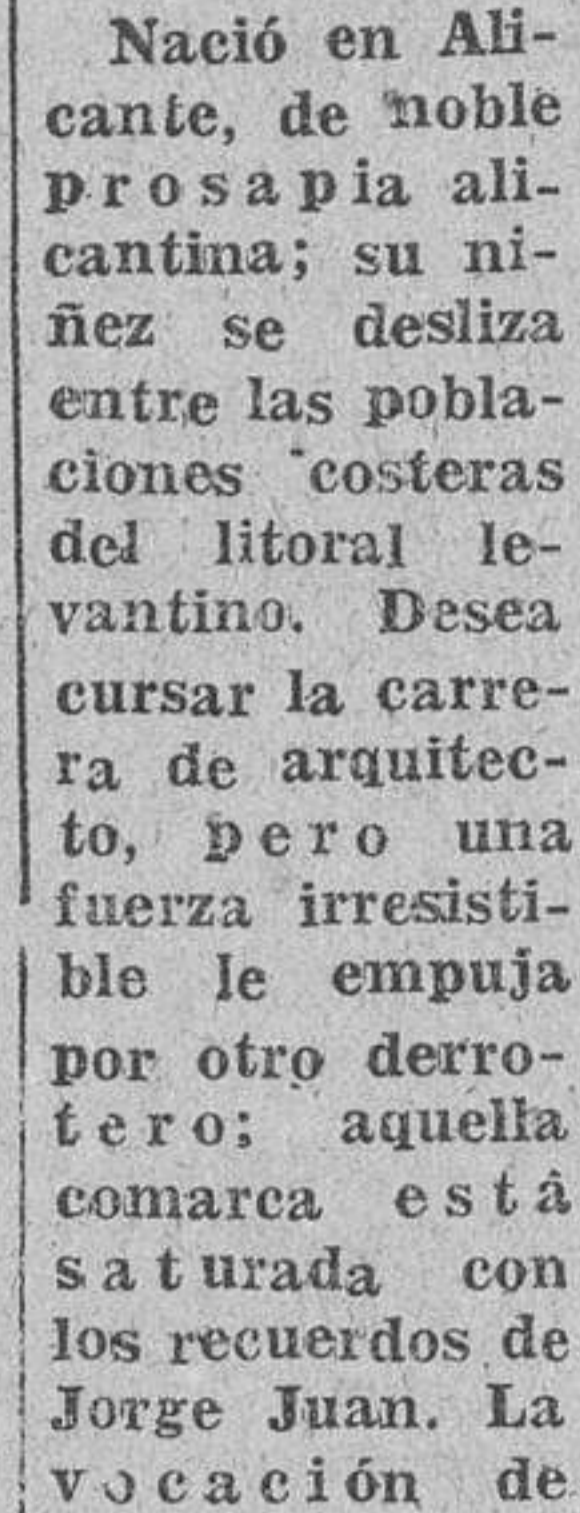 Nació en Ali-
cante, de noble
prosapia ali-
cantina; su ni-
ñez se desliza
entre las pobla-
ciones costeras
del litoral le-
vantino. Desea
cursar la carre-
ra de arquitec-
to, pero una
fuerza irresisti-
ble le empuja
por otro derro-
tero; aquella
comarca está
saturada con
los recuerdos de
Jorge Juan. La
vocación de